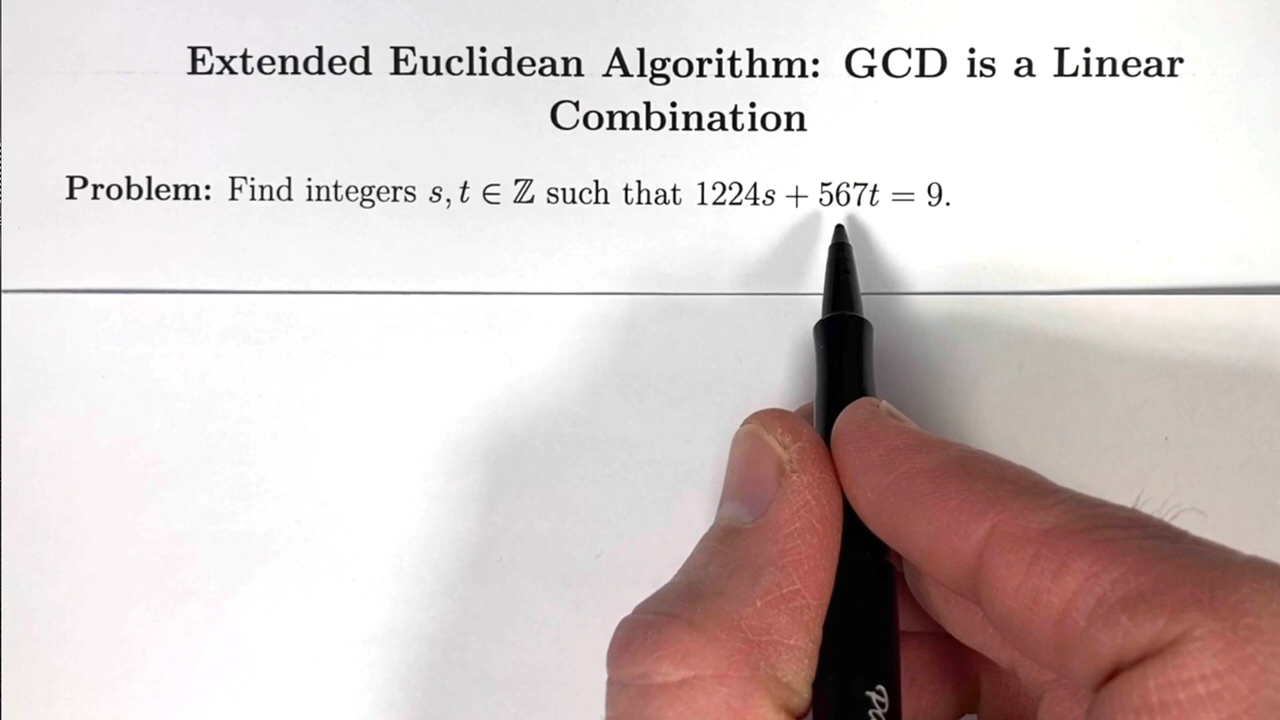 Extended Euclidean Algorithm: GCD is a Linear
Combination
Problem: Find integers s, t ∈ ℤ such that 1224s + 567t = 9.